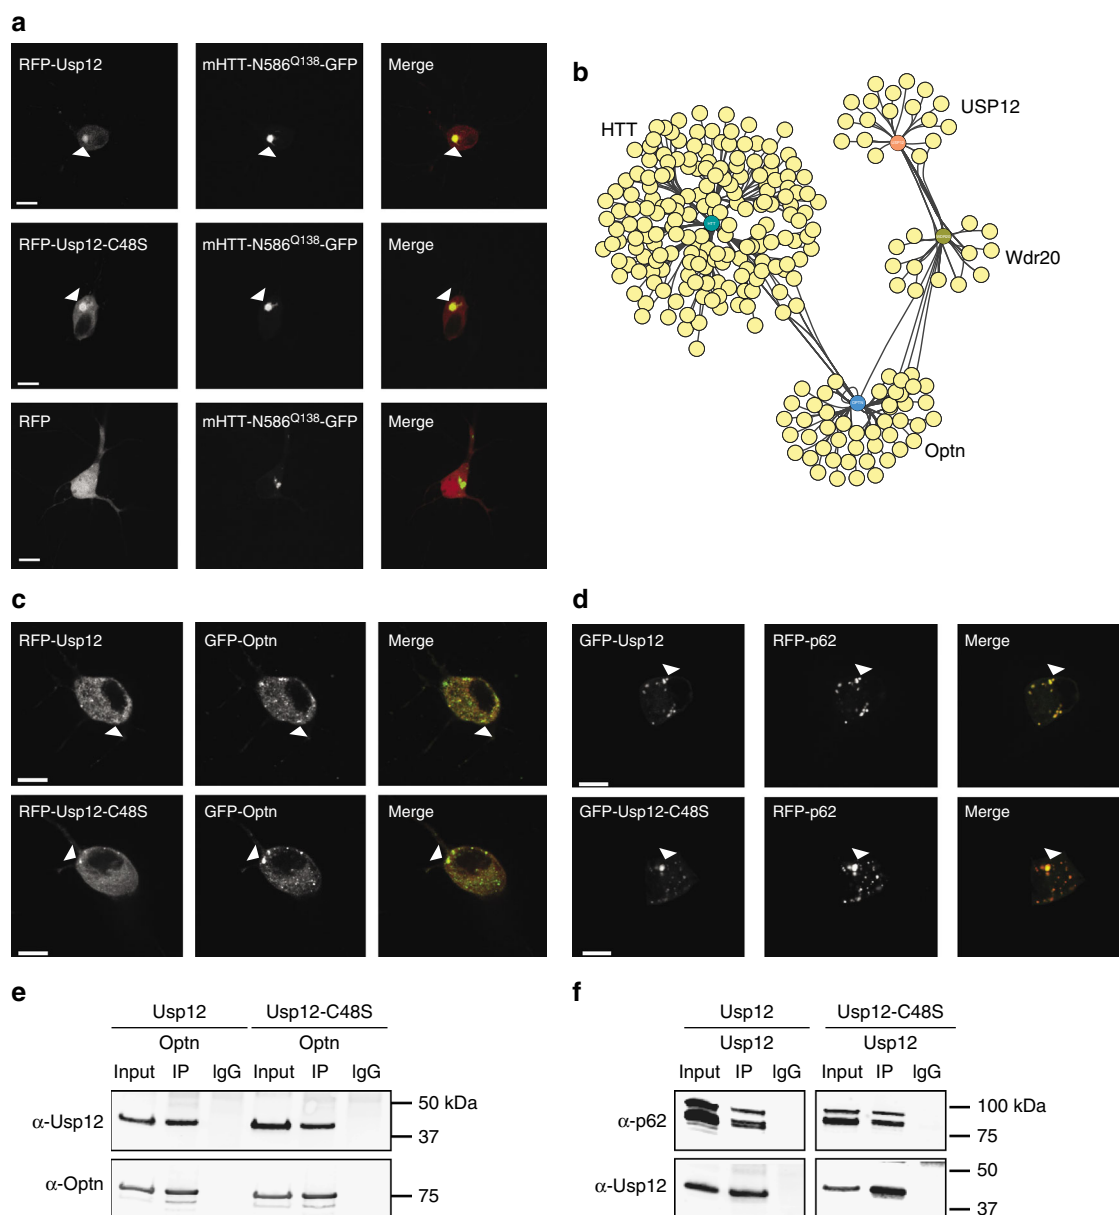 a
RFP-Usp12
mHTT-N586Q138-GFP
Merge
RFP-Usp12-C48S
mHTT-N586Q138-GFP
Merge
RFP
mHTT-N586Q138-GFP
Merge
b
HTT
USP12
HTT
Wdr20
Optn
c
RFP-Usp12
GFP-Optn
Merge
RFP-Usp12-C48S
GFP-Optn
Merge
d
GFP-Usp12
RFP-p62
Merge
GFP-Usp12-C48S
RFP-p62
Merge
e
Usp12 Usp12-C48S
Optn Optn
Input IP IgG Input IP IgG
α-Usp12
50 kDa
37
α-Optn
75
f
Usp12 Usp12-C48S
Usp12 Usp12
Input IP IgG Input IP IgG
α-p62
100 kDa
75
α-Usp12
50
37